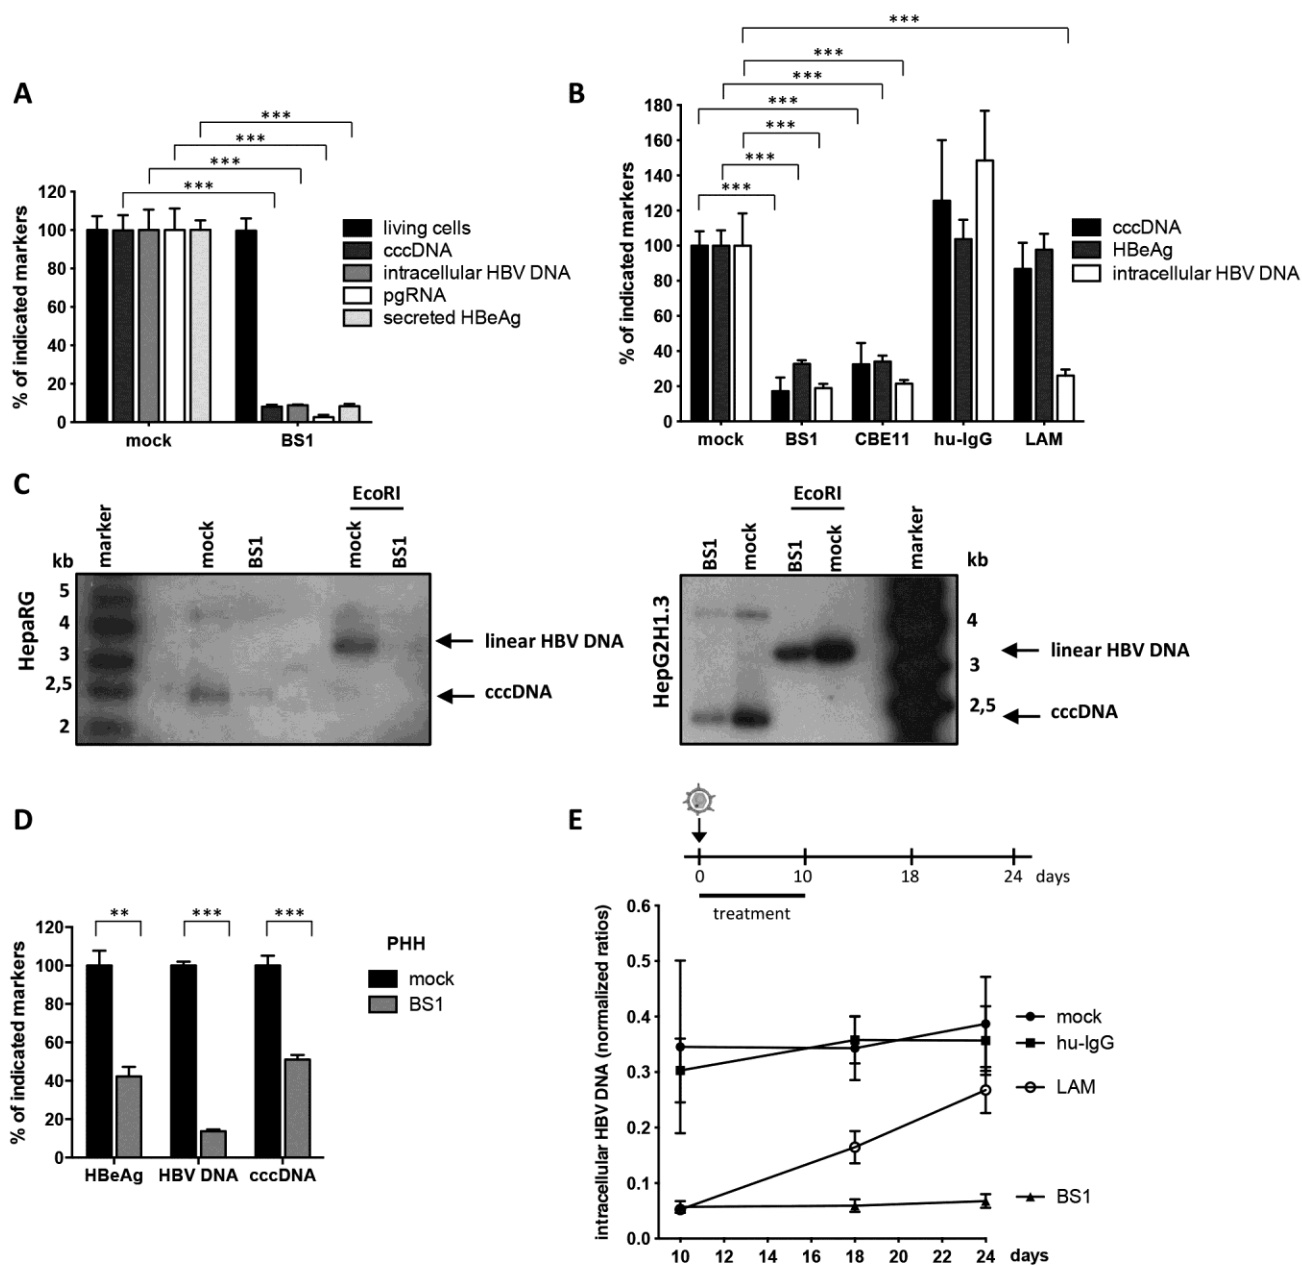 A
***
***
***
***
% of indicated markers
120
100
80
60
40
20
0
mock
BS1
living cells
cccDNA
intracellular HBV DNA
pgRNA
secreted HBeAg
B
***
***
***
***
***
***
***
% of indicated markers
180
160
140
120
100
80
60
40
20
0
mock
BS1
CBE11
hu-IgG
LAM
cccDNA
HBeAg
intracellular HBV DNA
C
HepaRG
kb
marker
mock
BS1
EcoRI
mock
BS1
5
4
3
2,5
2
linear HBV DNA
cccDNA
HepG2H1.3
BS1
mock
EcoRI
BS1
mock
marker
kb
4
3
2,5
linear HBV DNA
cccDNA
D
**
***
***
% of indicated markers
120
100
80
60
40
20
0
HBeAg
HBV DNA
cccDNA
PHH
mock
BS1
E
0
10
18
24
days
treatment
intracellular HBV DNA (normalized ratios)
0.6
0.5
0.4
0.3
0.2
0.1
0.0
10
12
14
16
18
20
22
24
days
mock
hu-IgG
LAM
BS1